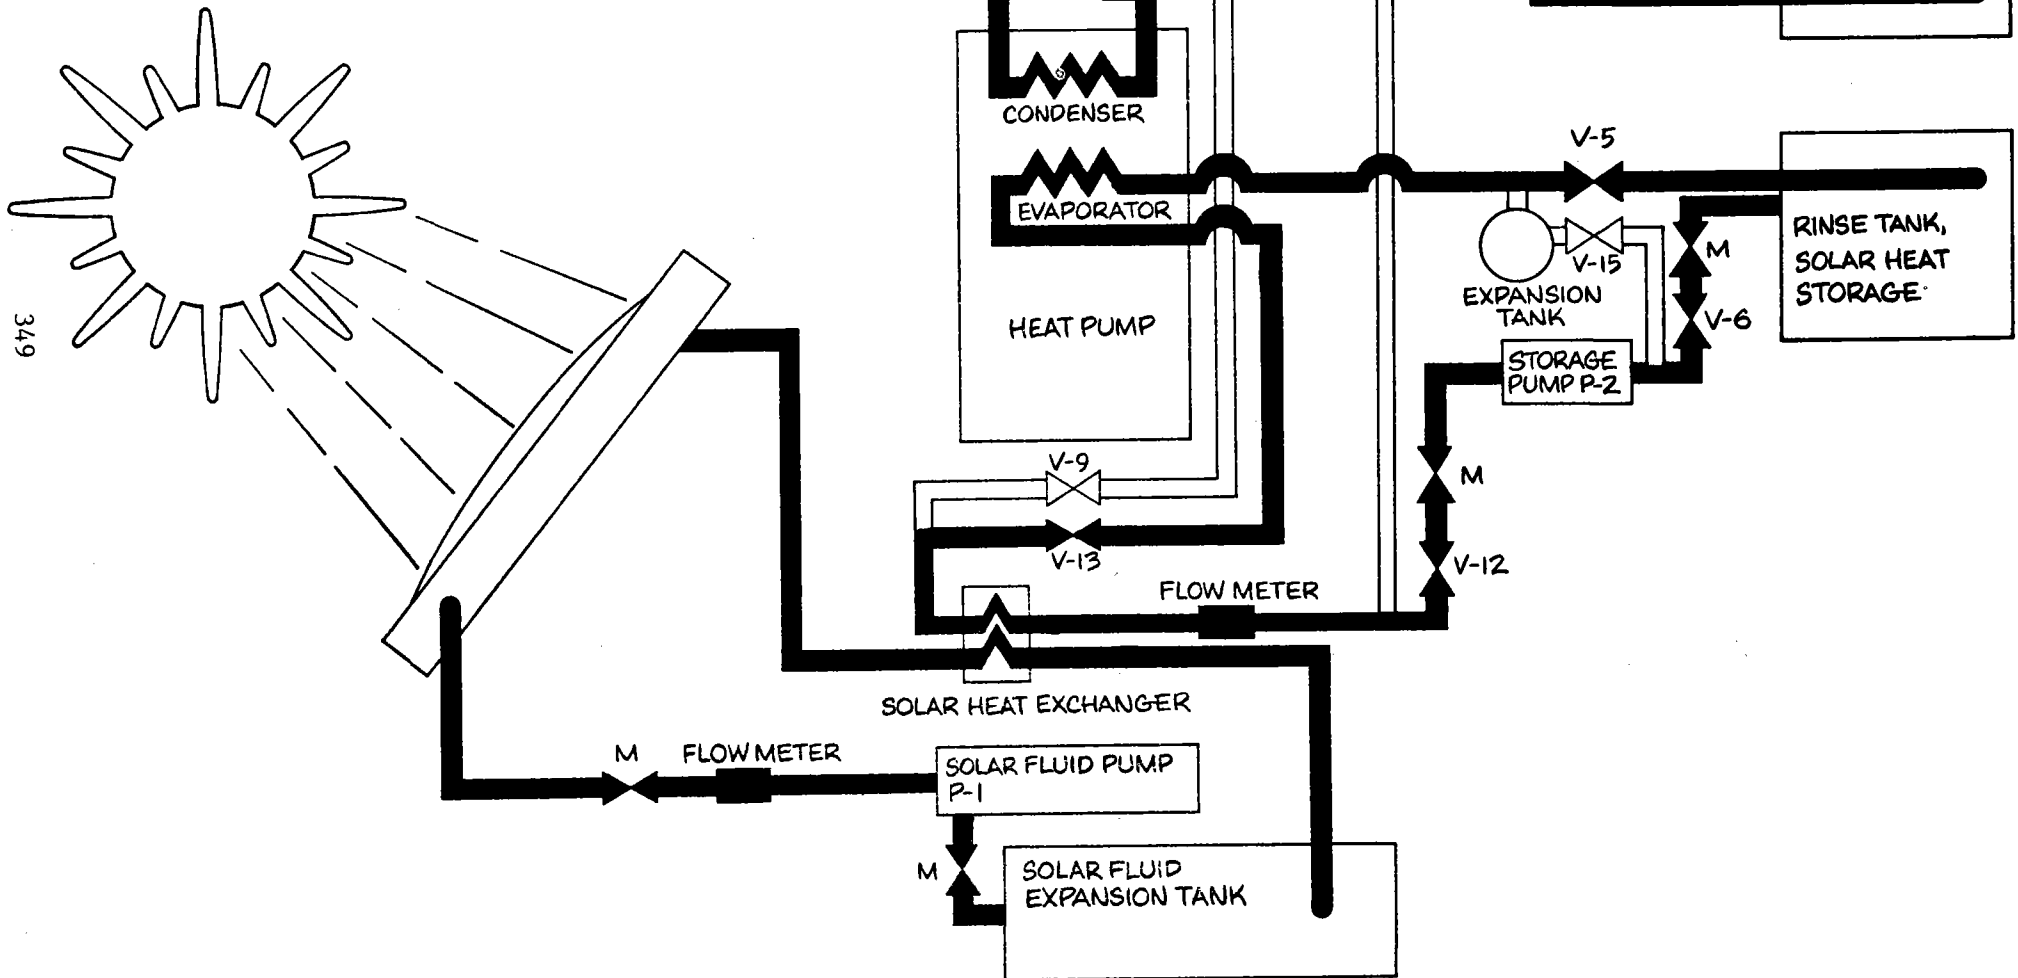 CONDENSER
V-5
EVAPORATOR
RINSE TANK,
SOLAR HEAT
STORAGE
M
V-15
EXPANSION
TANK
V-6
HEAT PUMP
STORAGE
PUMP P-2
349
V-9
M
V-13
V-12
FLOW METER
SOLAR HEAT EXCHANGER
M
FLOW METER
SOLAR FLUID PUMP
P-1
M
SOLAR FLUID
EXPANSION TANK